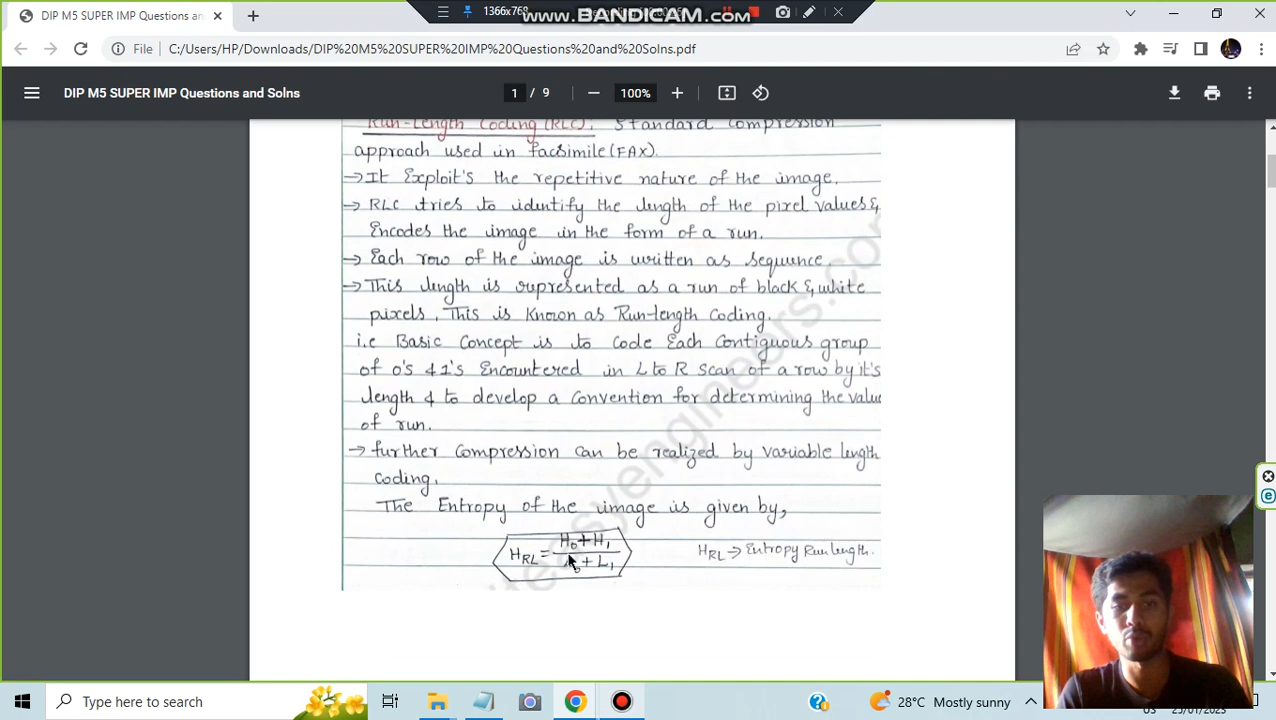 DIP M5 SUPER IMP Questions and
1366x768
www.BANDICAM.com
File
C:/Users/HP/Downloads/DIP%20M5%20SUPER%20IMP%20Questions%20and%20Solns.pdf
DIP M5 SUPER IMP Questions and Solns
1 / 9
100%
Run-Length Coding (RLC): Standard Compression
approach used in facsimile (FAX).
→ It Exploit's the repetitive nature of the image.
→ RLC tries to identify the length of the pixel values &
Encodes the image in the form of a run.
→ Each row of the image is written as sequence.
→ This length is represented as a run of black & white
pixels, This is Known as Run-length Coding.
i.e Basic Concept is to Code Each Contiguous group
of 0's & 1's Encountered in L to R scan of a row by it's
length & to develop a Convention for determining the value
of run.
→ further Compression can be realized by variable length
Coding.
The Entropy of the image is given by,
H_RL = (H₀ + H₁) / (L₀ + L₁)
H_RL → Entropy Run length.
Type here to search
28°C Mostly sunny
23/01/2023